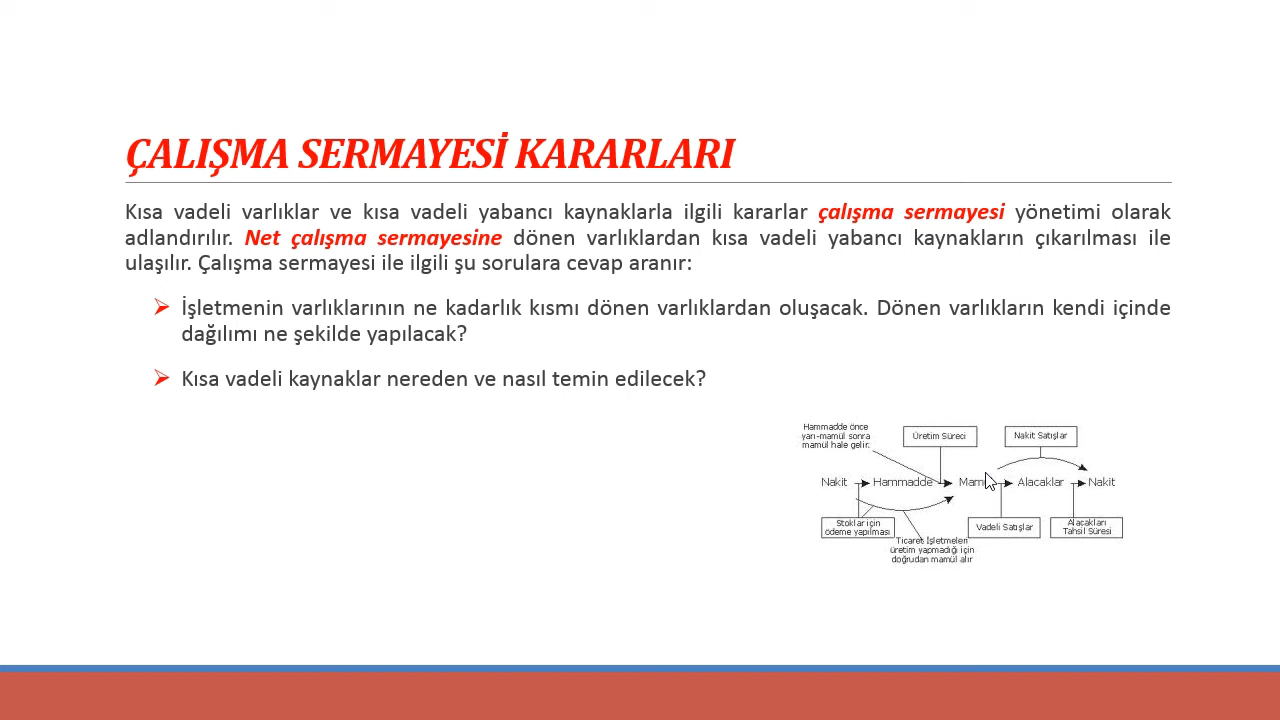 ÇALIŞMA SERMAYESİ KARARLARI
Kısa vadeli varlıklar ve kısa vadeli yabancı kaynaklarla ilgili kararlar çalışma sermayesi yönetimi olarak
adlandırılır. Net çalışma sermayesine dönen varlıklardan kısa vadeli yabancı kaynakların çıkarılması ile
ulaşılır. Çalışma sermayesi ile ilgili şu sorulara cevap aranır:
İşletmenin varlıklarının ne kadarlık kısmı dönen varlıklardan oluşacak. Dönen varlıkların kendi içinde
dağılımı ne şekilde yapılacak?
Kısa vadeli kaynaklar nereden ve nasıl temin edilecek?
Hammadde önce
yarı-mamül sonra
mamül hale gelir.
Üretim Süreci
Nakit Satışlar
Nakit Hammadde Alacaklar Nakit
Stoklar için
ödeme yapılması
Vadeli Satışlar
Alacakları
Tahsil Süresi
Ticaret İşletmeleri
üretim yapmadığı için
doğrudan mamül alır